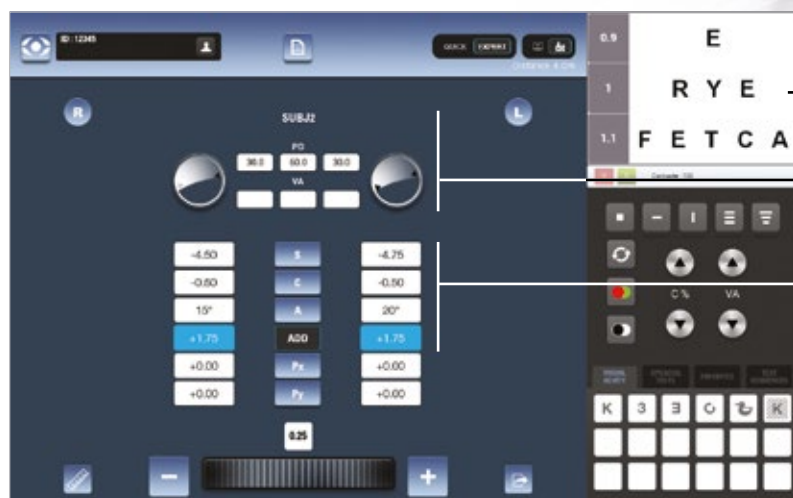 ID: 12345
QUICK EXPERT
R
L
SUBJ2
PD
30.0 60.0 30.0
VA
-4.50 S -4.75
-0.50 C -0.50
15° A 20°
+1.75 ADD +1.75
+0.00 Px +0.00
+0.00 Py +0.00
0.25
0.9 E
1 R Y E
1.1 F E T C A
C% VA
K 3
K